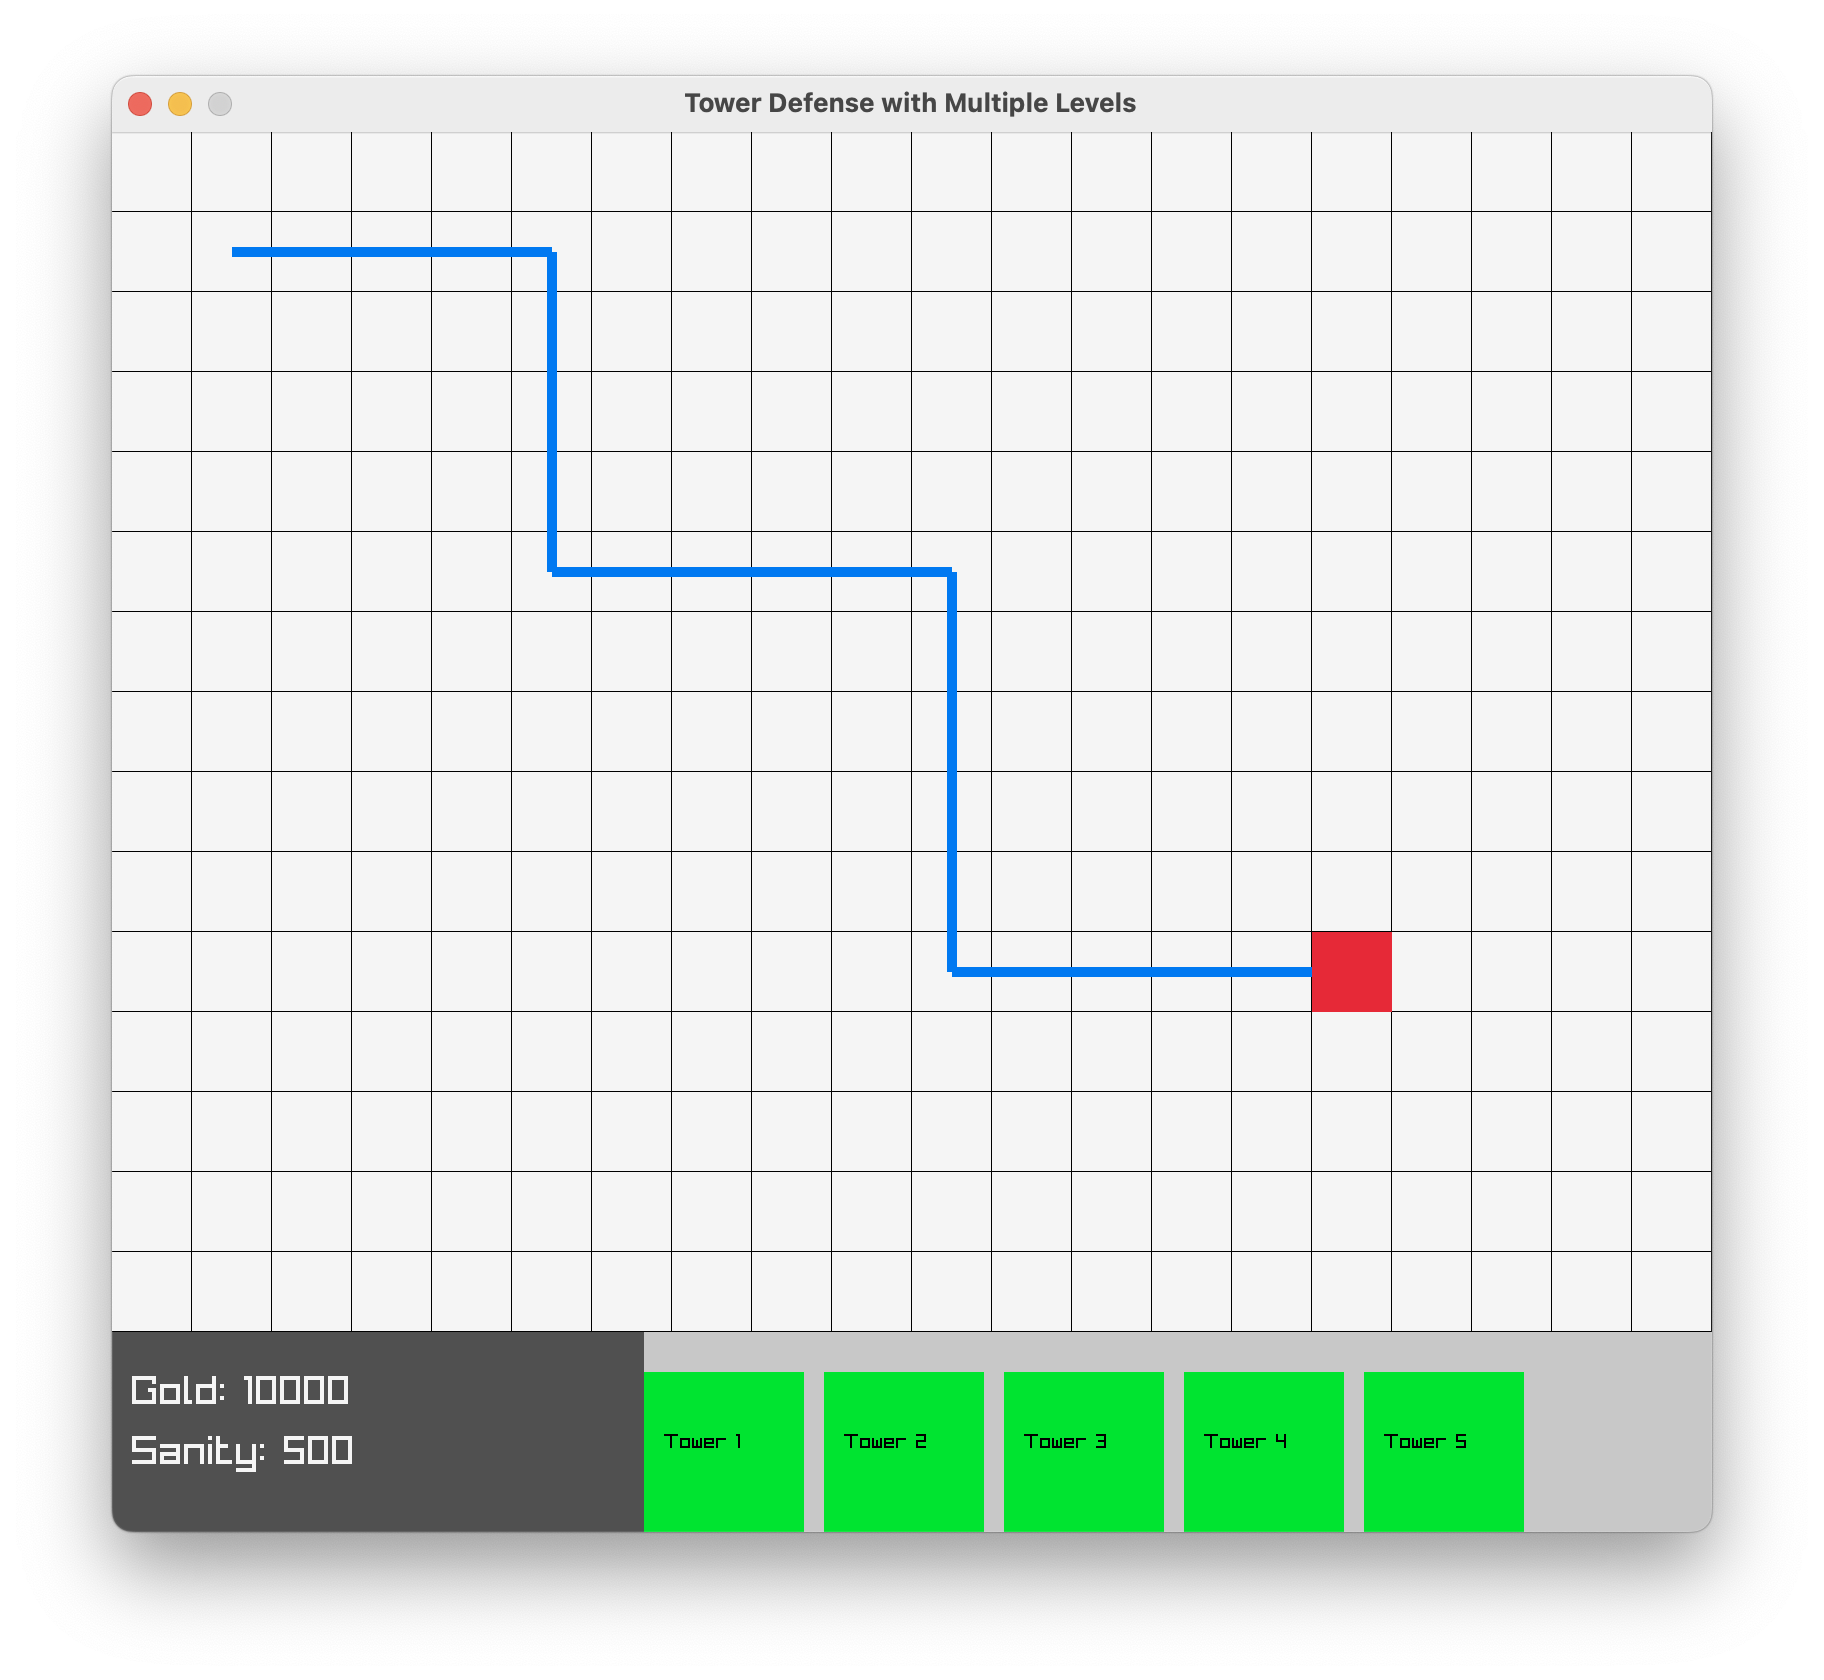 Tower Defense with Multiple Levels
Gold: 10000
Sanity: 500
Tower 1
Tower 2
Tower 3
Tower 4
Tower 5